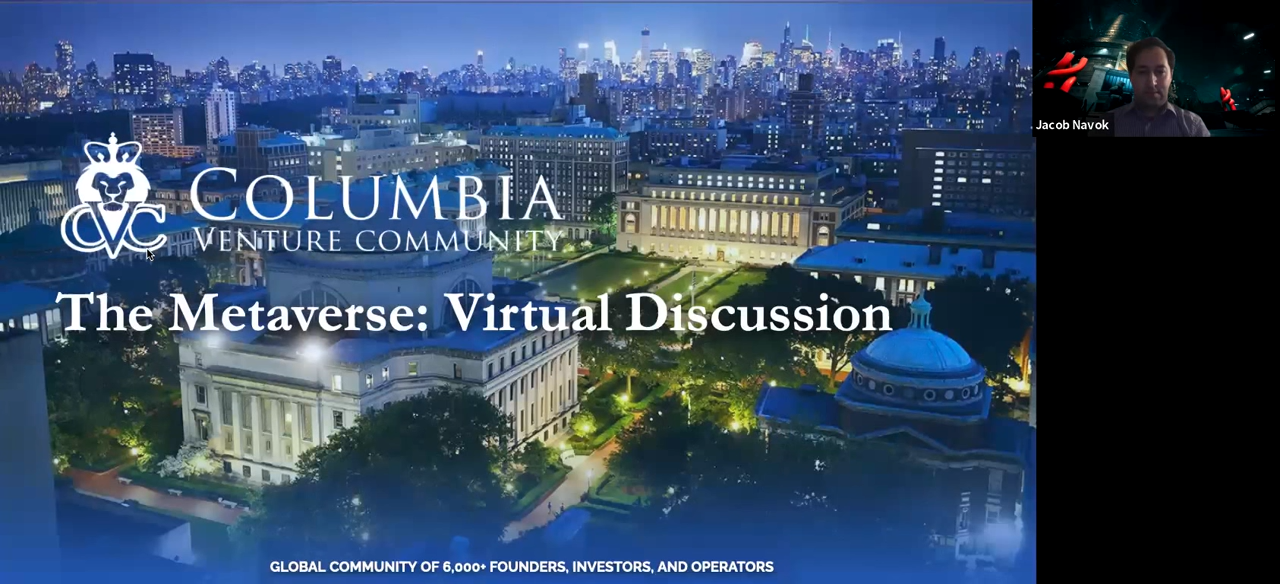 COLUMBIA
VENTURE COMMUNITY
CVC
The Metaverse: Virtual Discussion
GLOBAL COMMUNITY OF 6,000+ FOUNDERS, INVESTORS, AND OPERATORS
Jacob Navok